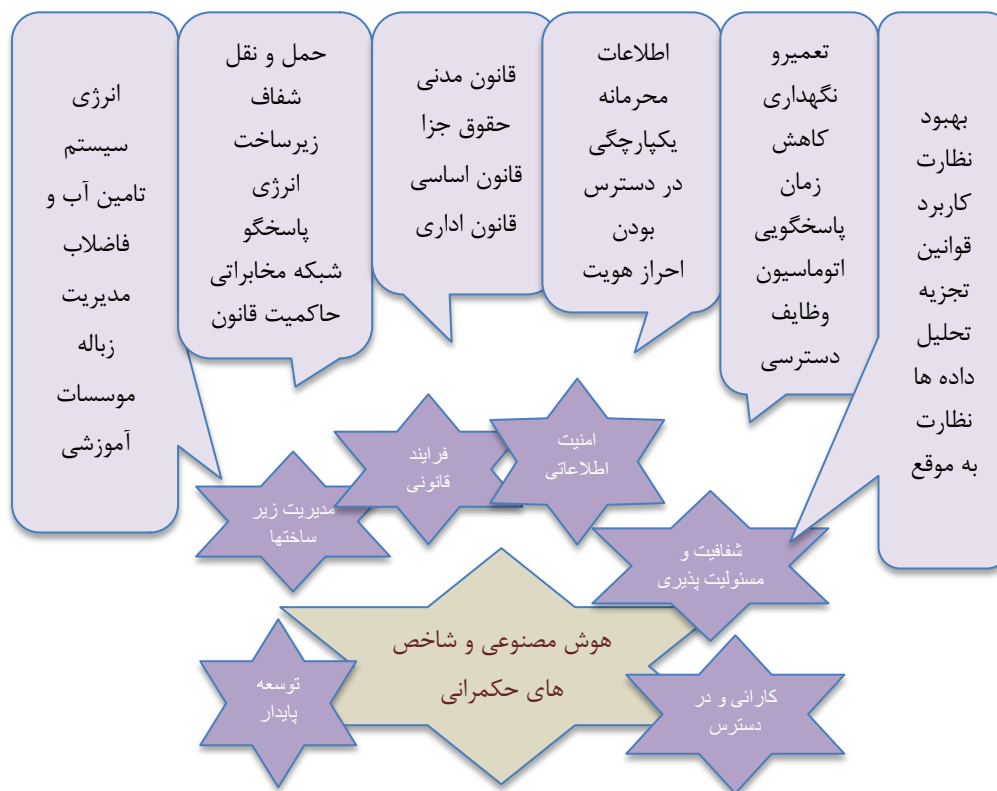 بهبود
نظارت
کاربرد
قوانین
تجزیه
تحلیل
داده ها
نظارت
به موقع
تعمیرو
نگهداری
کاهش
زمان
پاسخگویی
اتوماسیون
وظایف
دسترسی
اطلاعات
محرمانه
یکپارچگی
در دسترس
بودن
احراز هویت
قانون مدنی
حقوق جزا
قانون اساسی
قانون اداری
حمل و نقل
شفاف
زیرساخت
انرژی
پاسخگو
شبکه مخابراتی
حاکمیت قانون
انرژی
سیستم
تامین آب و
فاضلاب
مدیریت
زباله
موسسات
آموزشی
امنیت
اطلاعاتی
فرایند
قانونی
مدیریت زیر
ساختها
شفافیت و
مسئولیت پذیری
هوش مصنوعی و شاخص
های حکمرانی
کارائی و در
دسترس
توسعه
پایدار